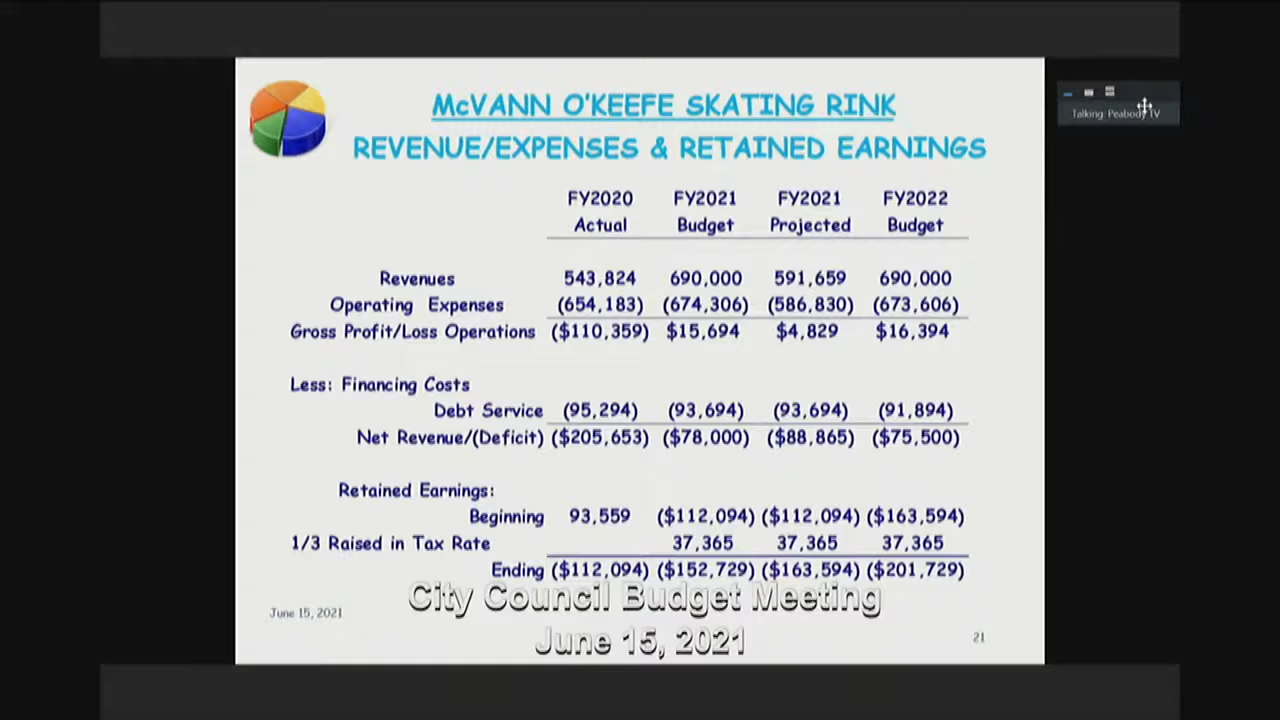 Talking: Peabody TV
McVANN O'KEEFE SKATING RINK
REVENUE/EXPENSES & RETAINED EARNINGS
FY2020 FY2021 FY2021 FY2022
Actual Budget Projected Budget
Revenues 543,824 690,000 591,659 690,000
Operating Expenses (654,183) (674,306) (586,830) (673,606)
Gross Profit/Loss Operations ($110,359) $15,694 $4,829 $16,394
Less: Financing Costs
Debt Service (95,294) (93,694) (93,694) (91,894)
Net Revenue/(Deficit) ($205,653) ($78,000) ($88,865) ($75,500)
Retained Earnings:
Beginning 93,559 ($112,094) ($112,094) ($163,594)
1/3 Raised in Tax Rate 37,365 37,365 37,365
Ending ($112,094) ($152,729) ($163,594) ($201,729)
City Council Budget Meeting
June 15, 2021
June 15, 2021
21